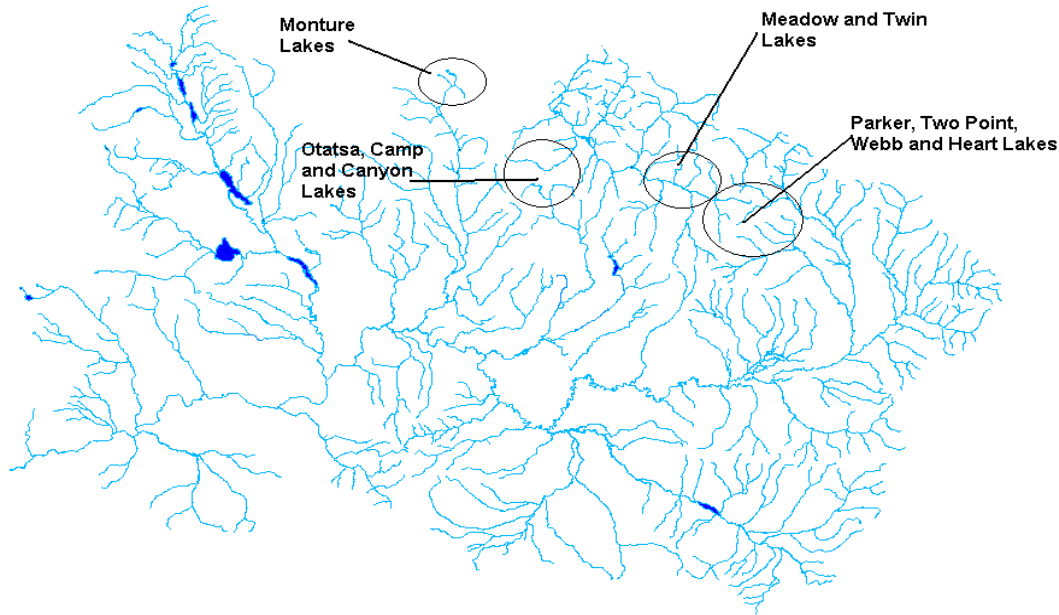 Monture
Lakes
Meadow and Twin
Lakes
Otatsa, Camp
and Canyon
Lakes
Parker, Two Point,
Webb and Heart Lakes